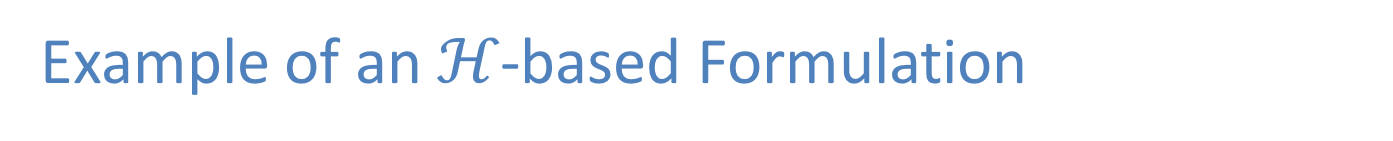 Example of an ℋ-based Formulation